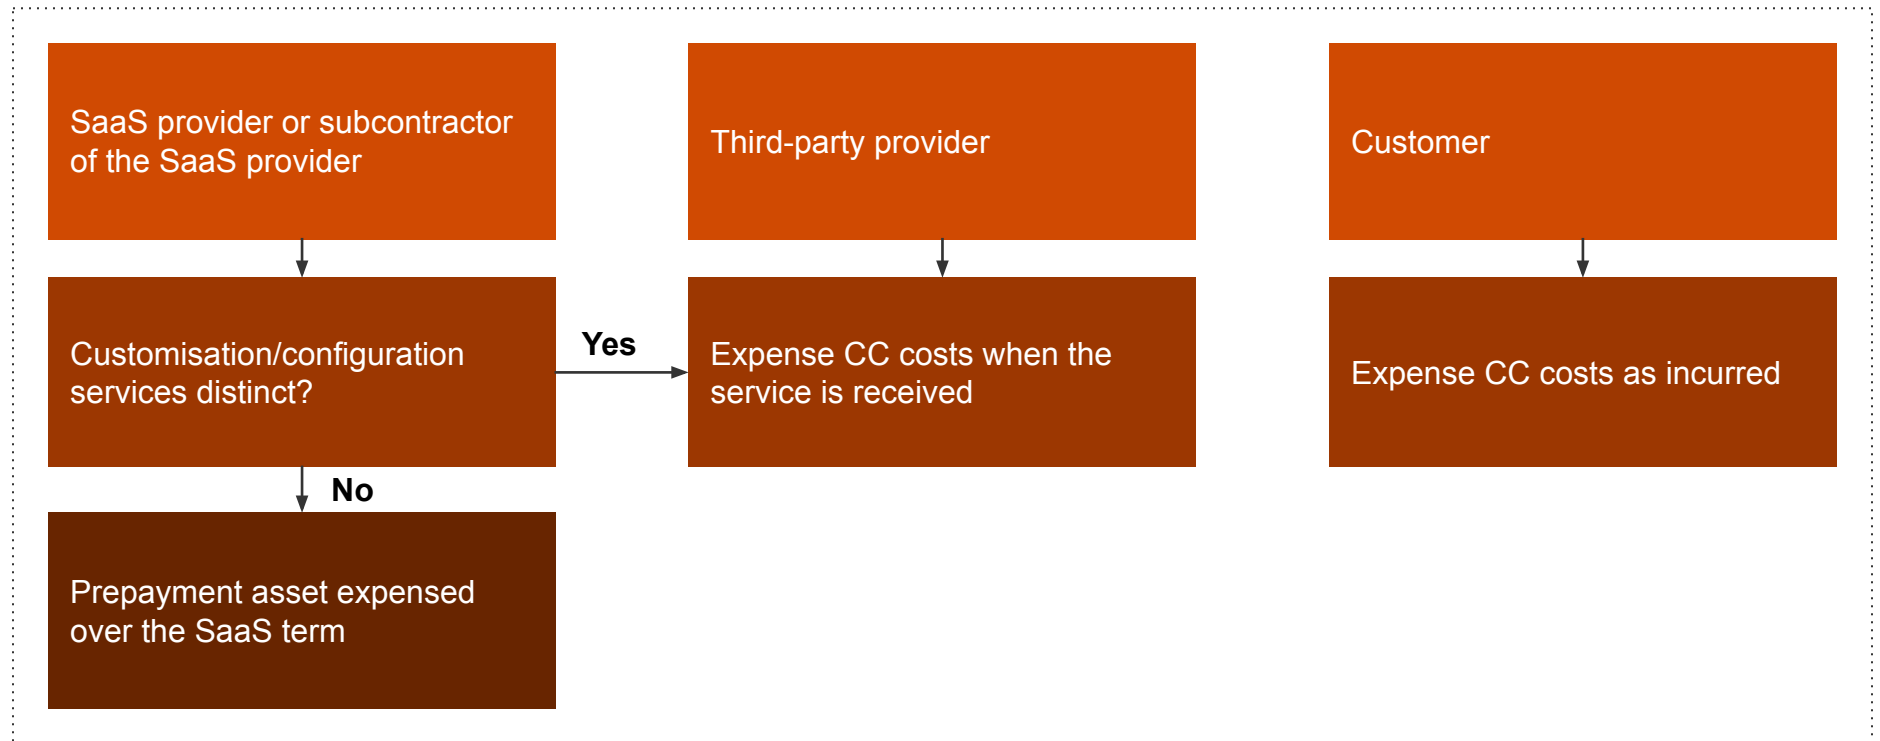 SaaS provider or subcontractor
of the SaaS provider
Third-party provider
Customer
Customisation/configuration
services distinct?
Yes
Expense CC costs when the
service is received
Expense CC costs as incurred
No
Prepayment asset expensed
over the SaaS term